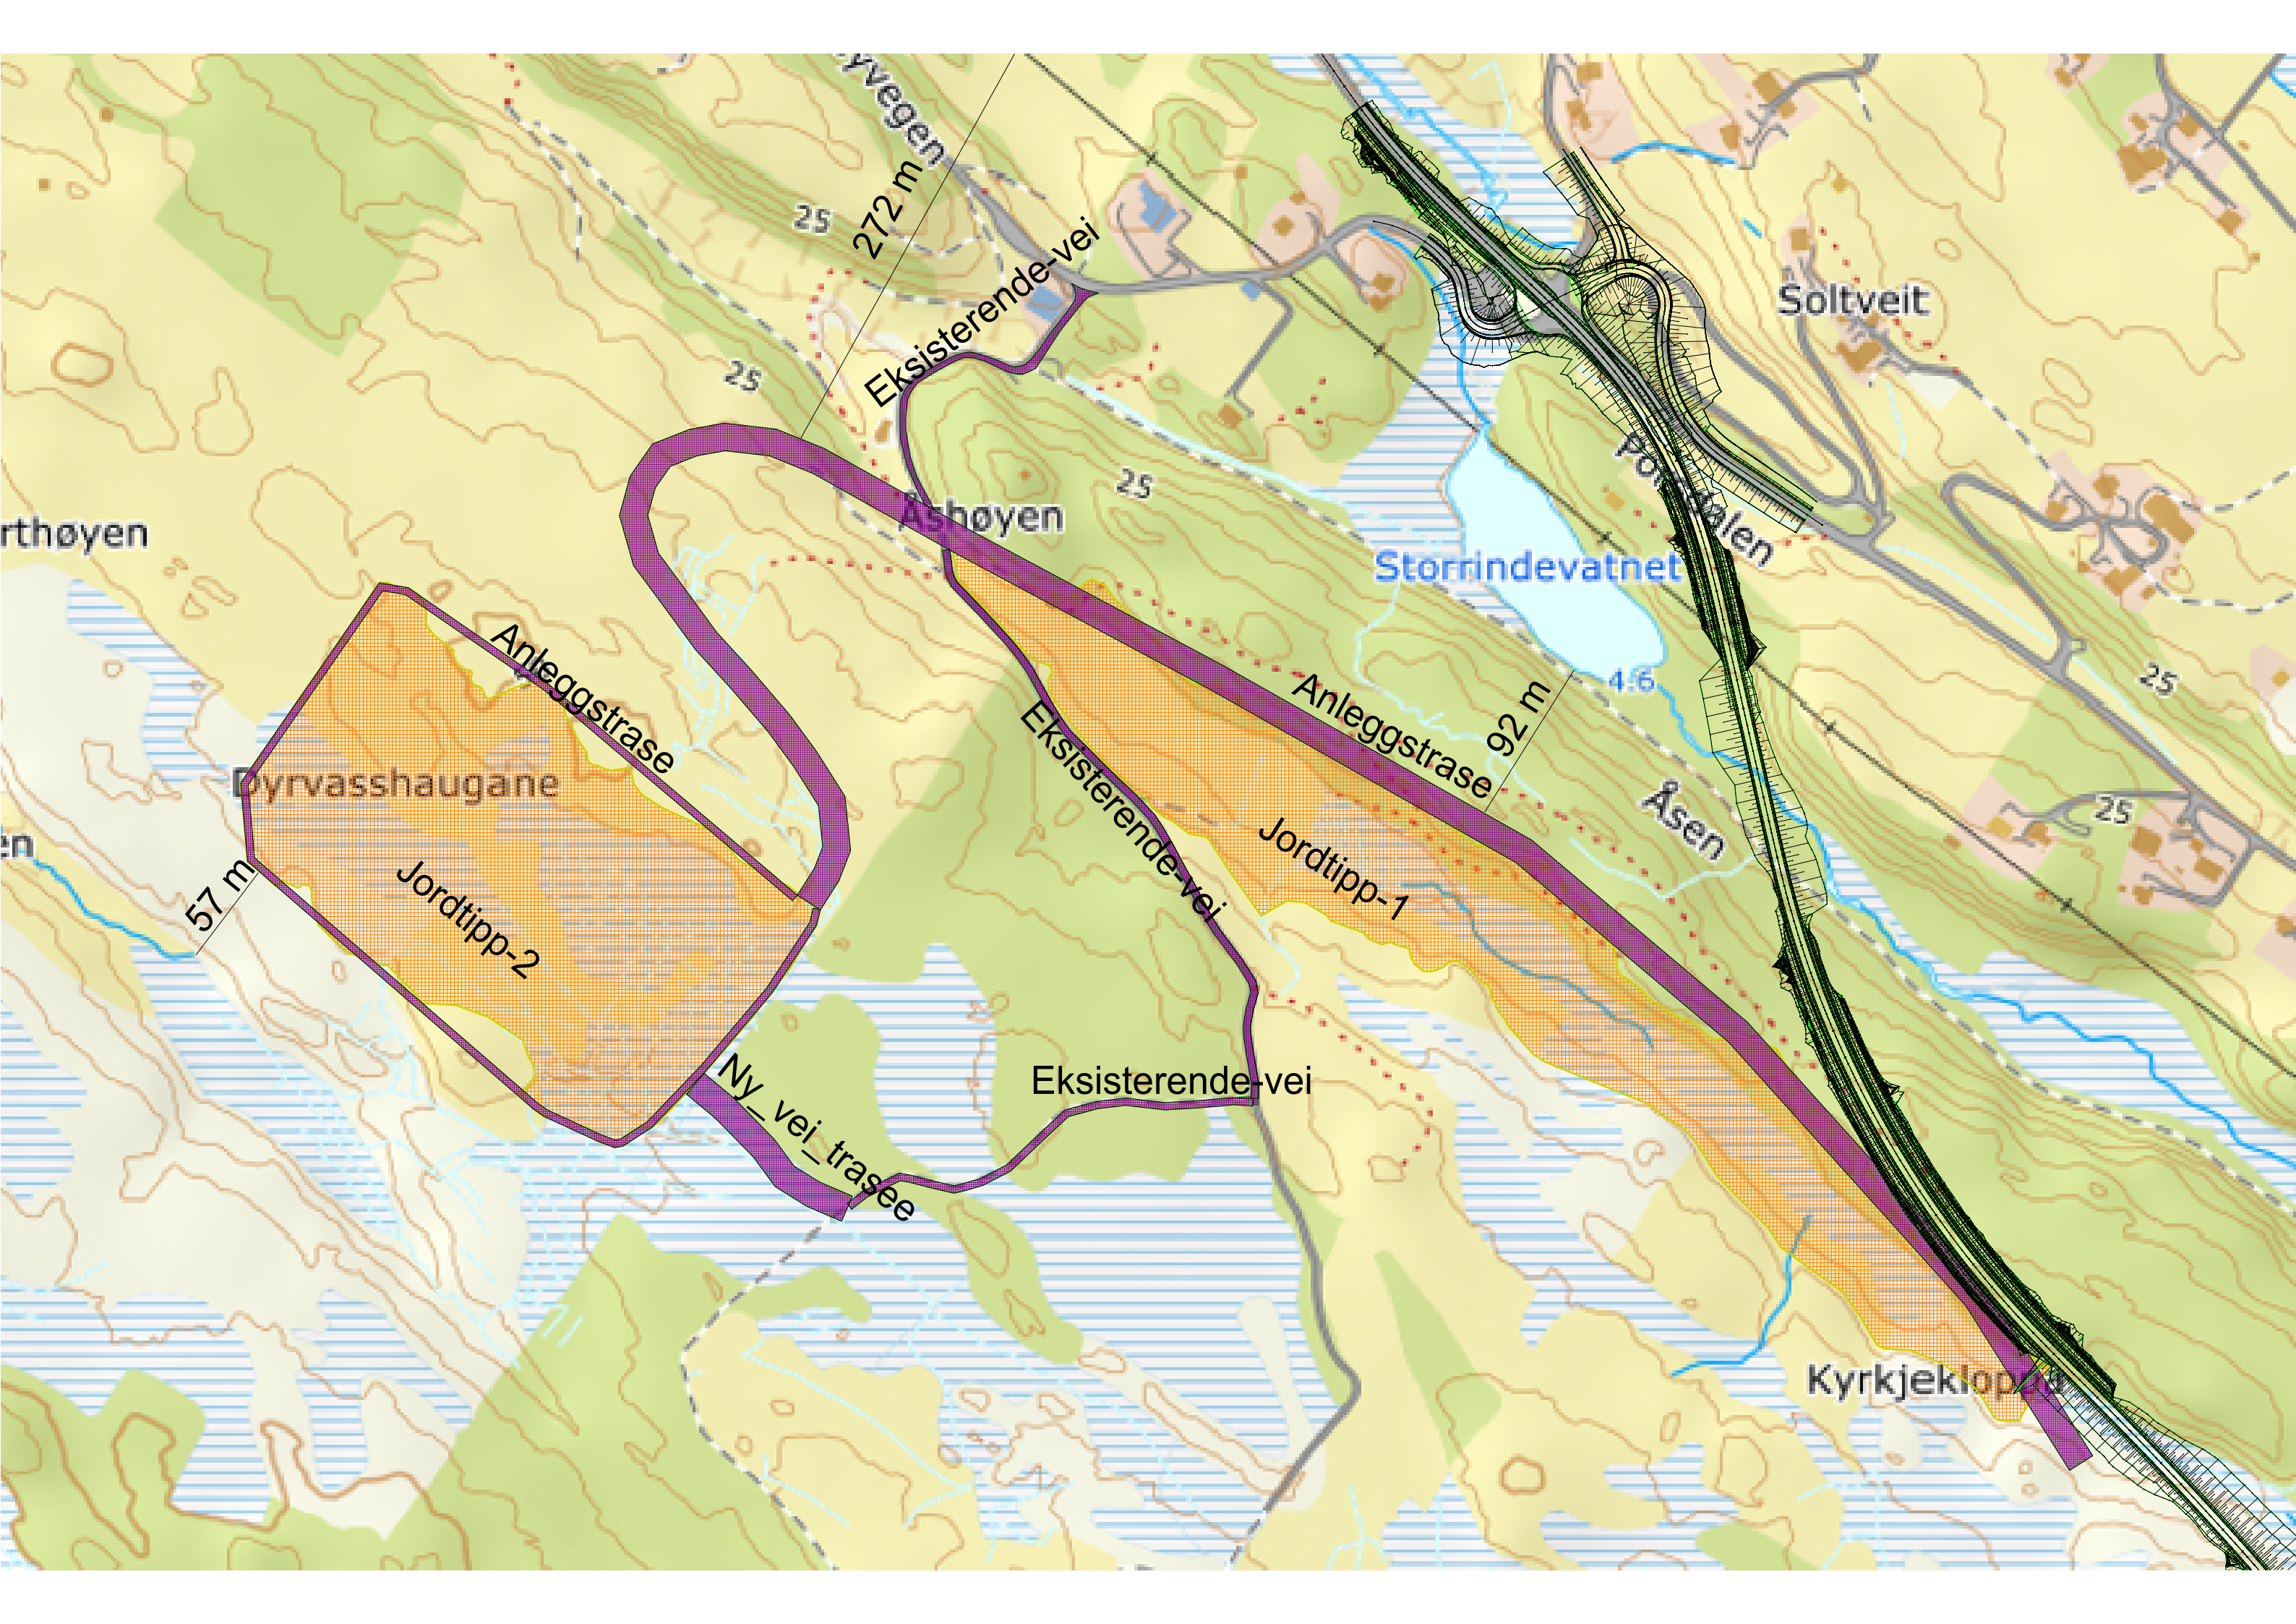 yvegen
25
272 m
Eksisterende-vei
Soltveit
25
25
rthøyen
Åshøyen
Storrindevatnet
4.6
25
Anleggstrase
Dyrvasshaugane
Eksisterende-vei
Anleggstrase
92 m
Åsen
25
en
57 m
Jordtipp-2
Jordtipp-1
Ny_vei_trasee
Eksisterende-vei